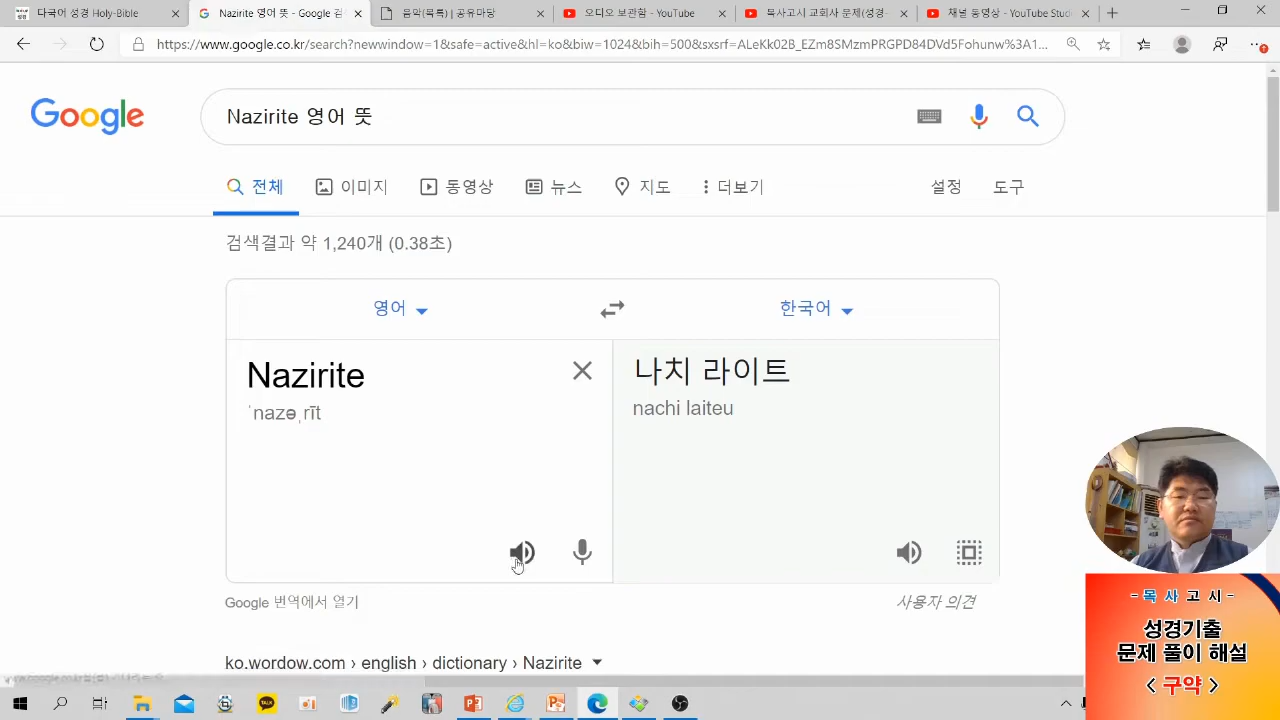 다국어 성경 Holy-Bible
Nazirite 영어 뜻 - Google 검
음악(목록) | 공유마당
오디오 보관함 - YouTube
목사고시 교회사 문제(성경-
채널 동영상 - YouTube Stud
https://www.google.co.kr/search?newwindow=1&safe=active&hl=ko&biw=1024&bih=500&sxsrf=ALeKk02B_EZm8SMzmPRGPD84DVd5Fohunw%3A1...
Google
Nazirite 영어 뜻
전체
이미지
동영상
뉴스
지도
더보기
설정
도구
검색결과 약 1,240개 (0.38초)
영어
한국어
Nazirite
나치 라이트
ˈnazəˌrīt
nachi laiteu
Google 번역에서 열기
사용자 의견
ko.wordow.com › english › dictionary › Nazirite
- 목 사 고 시 -
성경기출
문제 풀이 해설
< 구약 >
TALK